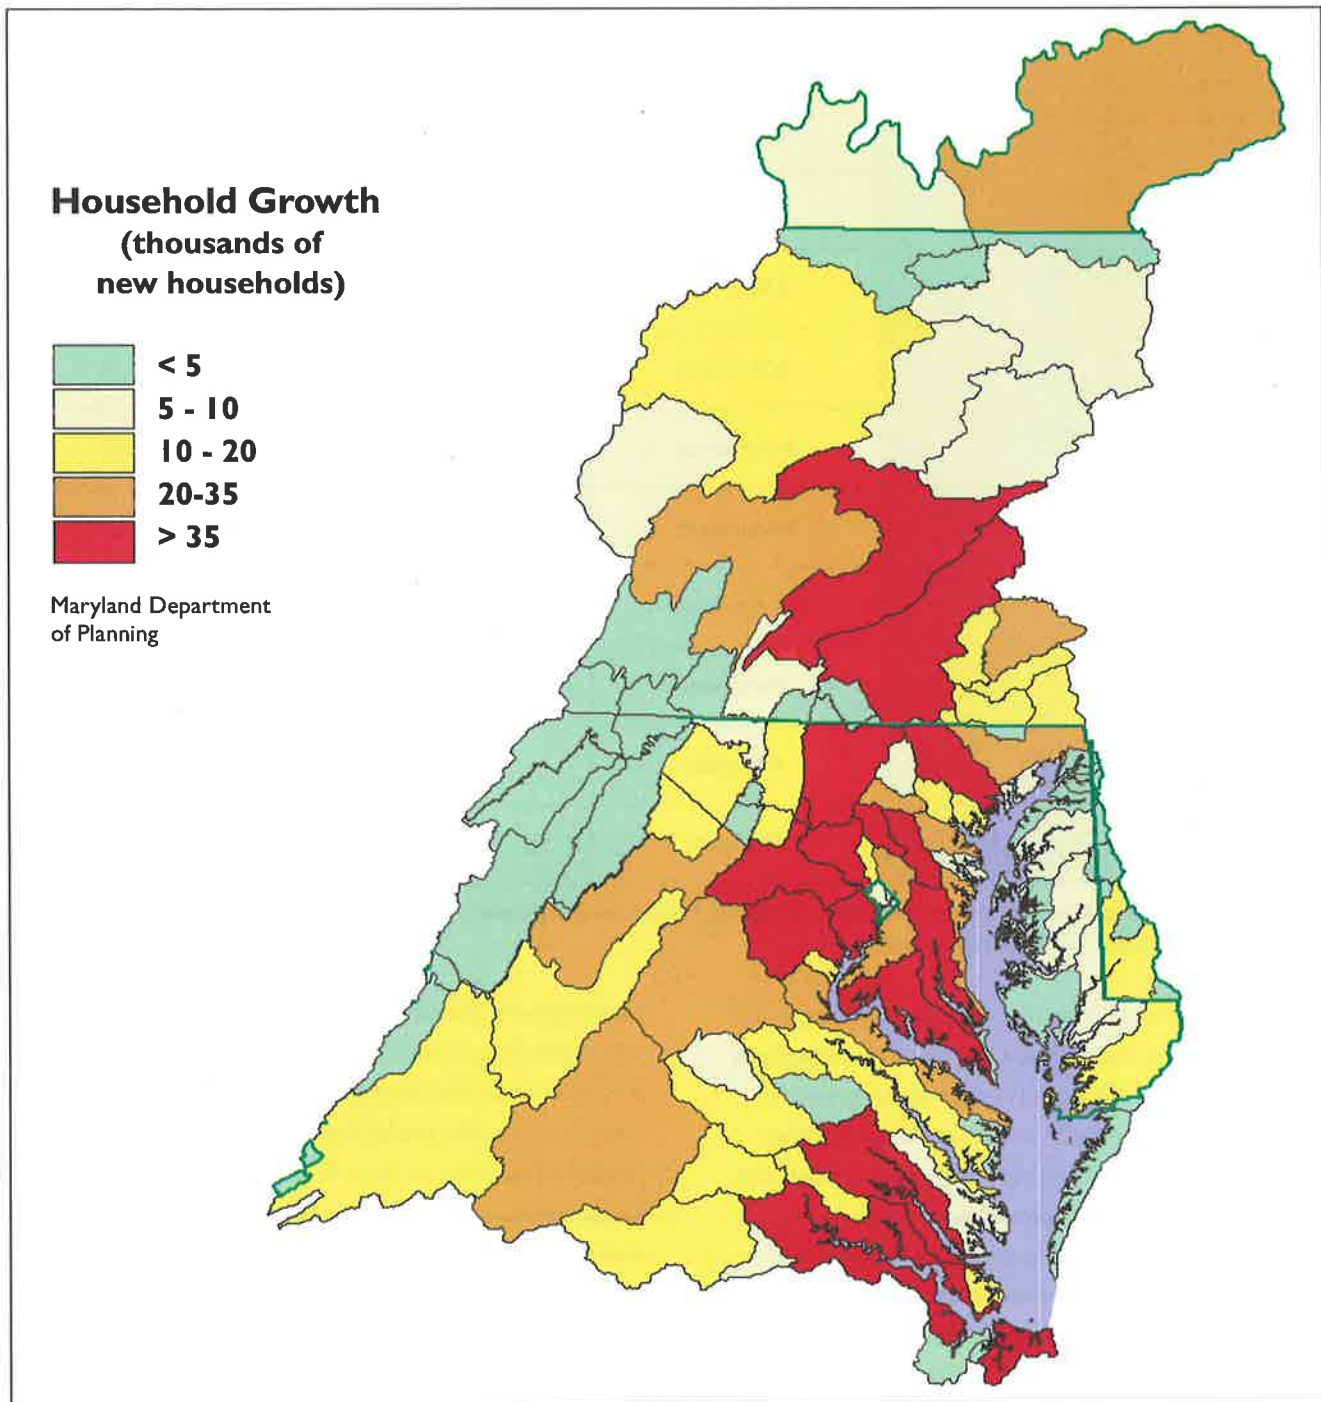 Household Growth
(thousands of
new households)
< 5
5 - 10
10 - 20
20-35
> 35
Maryland Department
of Planning